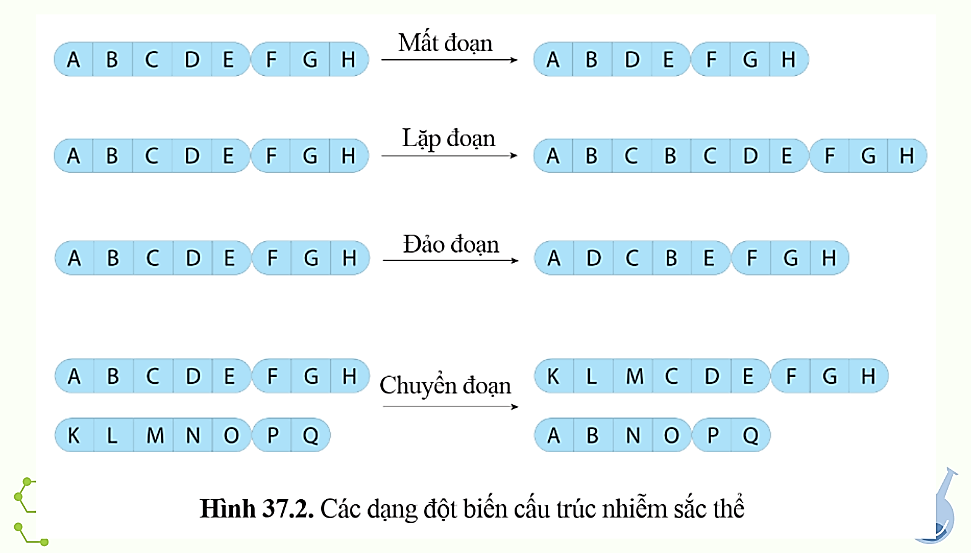 A B C D E F G H Mất đoạn A B D E F G H
A B C D E F G H Lặp đoạn A B C B C D E F G H
A B C D E F G H Đảo đoạn A D C B E F G H
A B C D E F G H Chuyển đoạn K L M C D E F G H
K L M N O P Q A B N O P Q
Hình 37.2. Các dạng đột biến cấu trúc nhiễm sắc thể